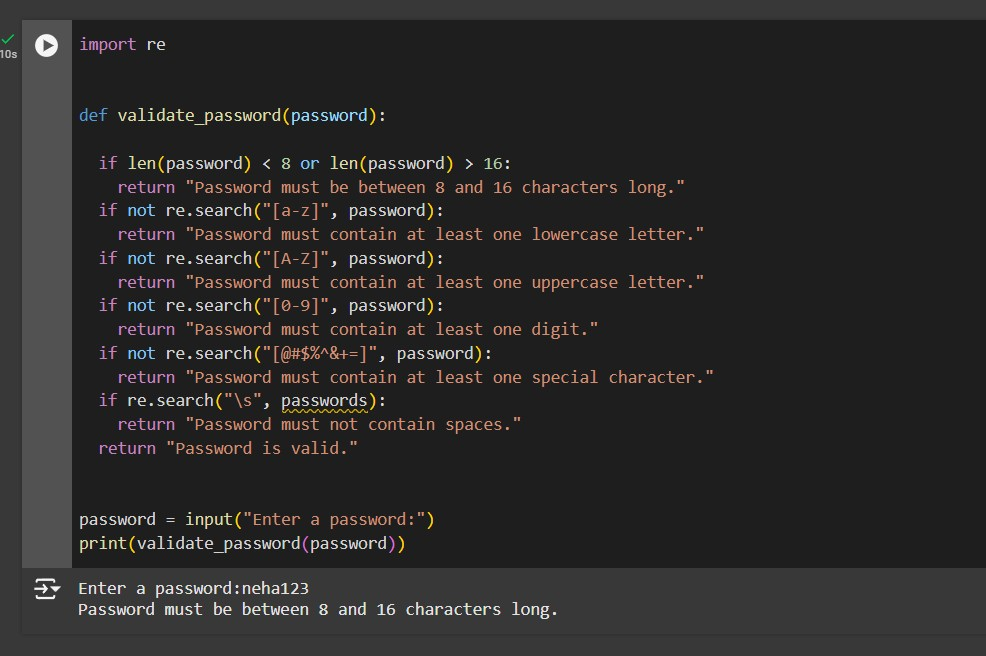 10s
import re
def validate_password(password):
if len(password) < 8 or len(password) > 16:
return "Password must be between 8 and 16 characters long."
if not re.search("[a-z]", password):
return "Password must contain at least one lowercase letter."
if not re.search("[A-Z]", password):
return "Password must contain at least one uppercase letter."
if not re.search("[0-9]", password):
return "Password must contain at least one digit."
if not re.search("[@#$%^&+=]", password):
return "Password must contain at least one special character."
if re.search("\s", passwords):
return "Password must not contain spaces."
return "Password is valid."
password = input("Enter a password:")
print(validate_password(password))
Enter a password:neha123
Password must be between 8 and 16 characters long.